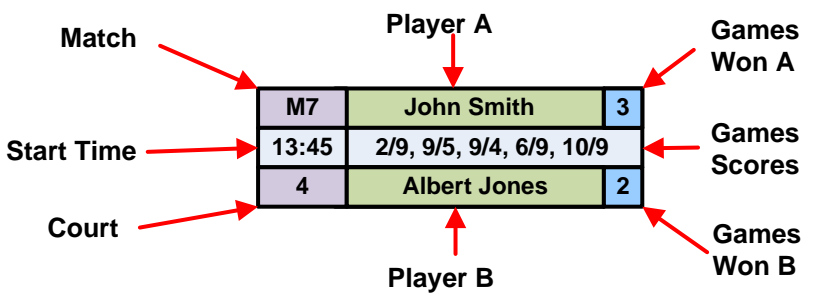 Match
Player A
Games
Won A
M7 John Smith 3
Start Time
13:45 2/9, 9/5, 9/4, 6/9, 10/9
Games
Scores
4 Albert Jones 2
Court
Player B
Games
Won B